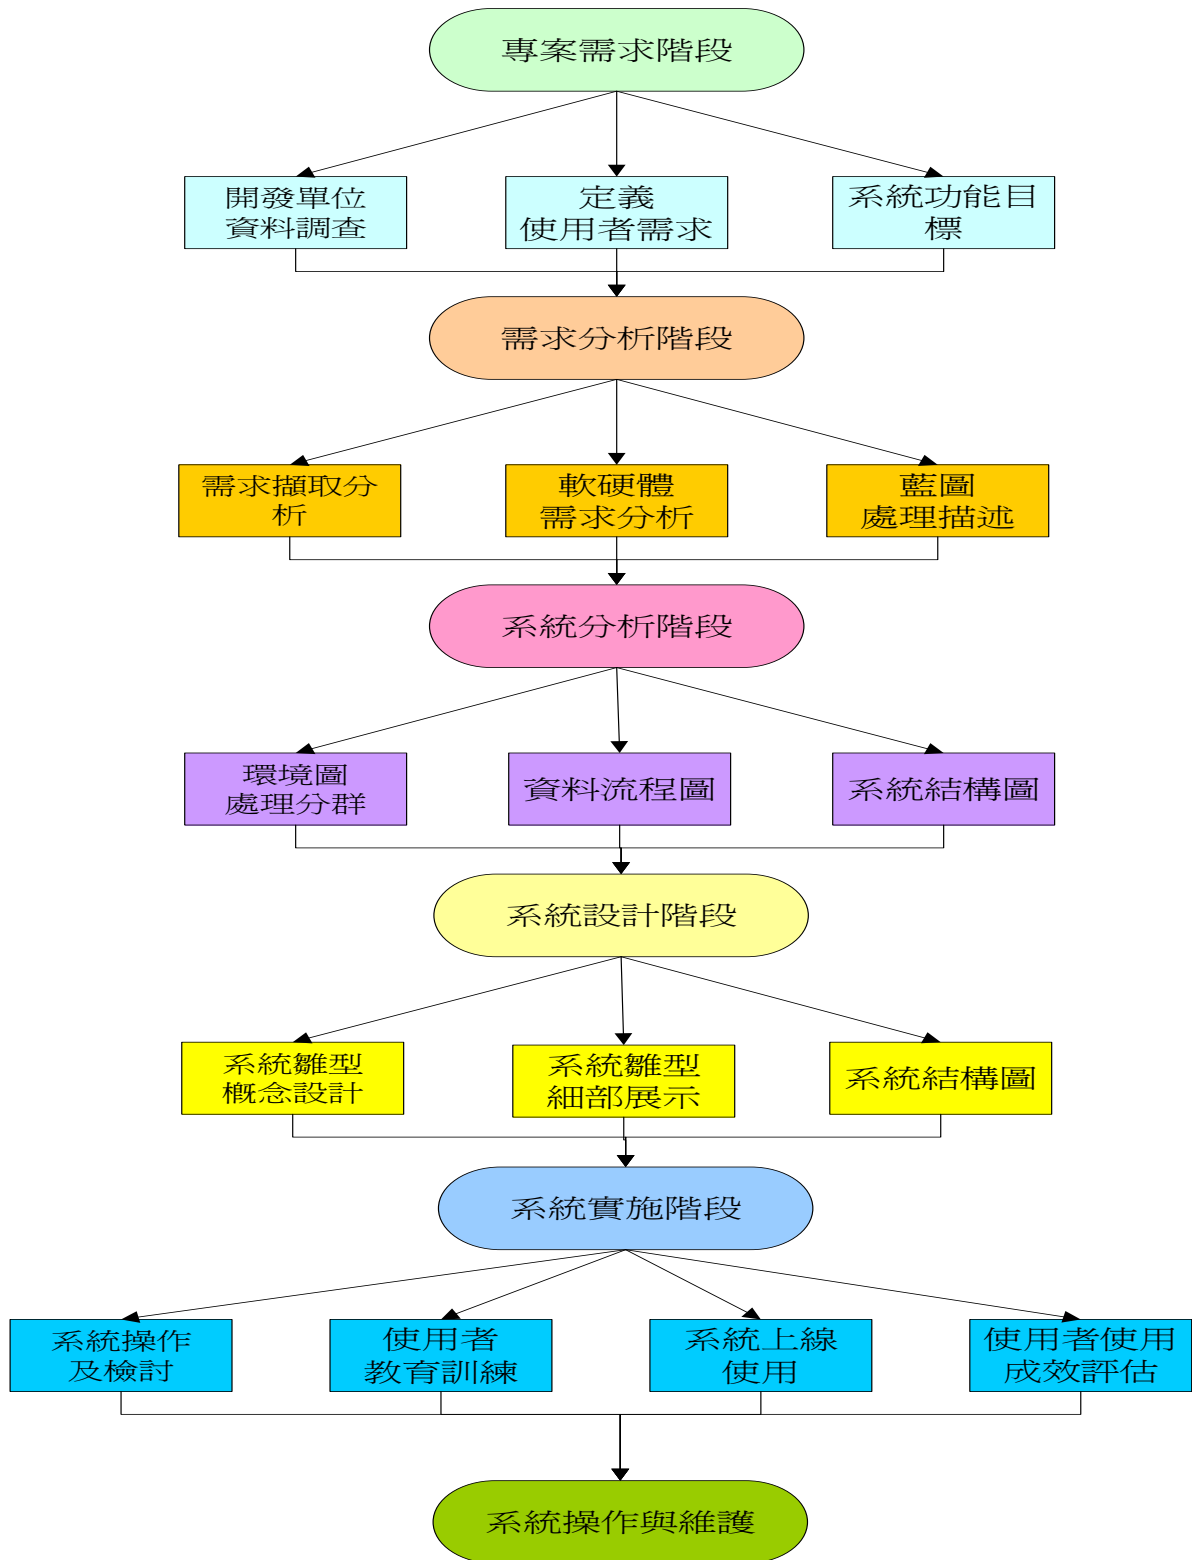 專案需求階段
開發單位
資料調查
定義
使用者需求
系統功能目
標
需求分析階段
需求擷取分
析
軟硬體
需求分析
藍圖
處理描述
系統分析階段
環境圖
處理分群
資料流程圖
系統結構圖
系統設計階段
系統雛型
概念設計
系統雛型
細部展示
系統結構圖
系統實施階段
系統操作
及檢討
使用者
教育訓練
系統上線
使用
使用者使用
成效評估
系統操作與維護